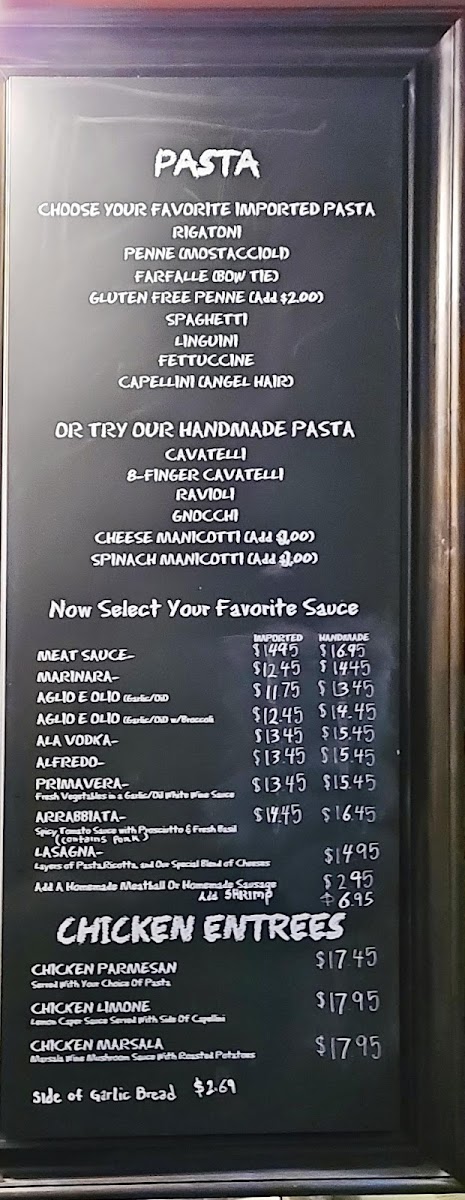 PASTA
CHOOSE YOUR FAVORITE IMPORTED PASTA
RIGATONI
PENNE (MOSTACCIOLI)
FARFALLE (BOW TIE)
GLUTEN FREE PENNE (Add $2.00)
SPAGHETTI
LINGUINI
FETTUCCINE
CAPELLINI (ANGEL HAIR)
OR TRY OUR HANDMADE PASTA
CAVATELLI
8-FINGER CAVATELLI
RAVIOLI
GNOCCHI
CHEESE MANICOTTI (Add .00)
SPINACH MANICOTTI (Add .00)
Now Select Your Favorite Sauce
IMPORTED HANDMADE
MEAT SAUCE- $14.95 $16.95
MARINARA- $12.45 $14.45
AGLIO E OLIO (Garlic/Oil) $11.75 $13.45
AGLIO E OLIO (Garlic/Oil) w/Broccoli $12.45 $14.45
ALA VODKA- $13.45 $15.45
ALFREDO- $13.45 $15.45
PRIMAVERA- $13.45 $15.45
Fresh Vegetables in a Garlic/Oil White Wine Sauce
ARRABBIATA- $14.45 $16.45
Spicy Tomato Sauce with Proscuitto & Fresh Basil
(contains Pork)
LASAGNA- $14.95
Layers of Pasta,Ricotta, and Our Special Blend of Cheeses
Add A Homemade Meatball Or Homemade Sausage $2.95
Add SHRimp $6.95
CHICKEN ENTREES
CHICKEN PARMESAN $17.45
Served With Your Choice Of Pasta
CHICKEN LIMONE $17.95
Lemon Caper Sauce Served With Side Of Capellini
CHICKEN MARSALA $17.95
Marsala Wine Mushroom Sauce With Roasted Potatoes
Side of Garlic Bread $2.69